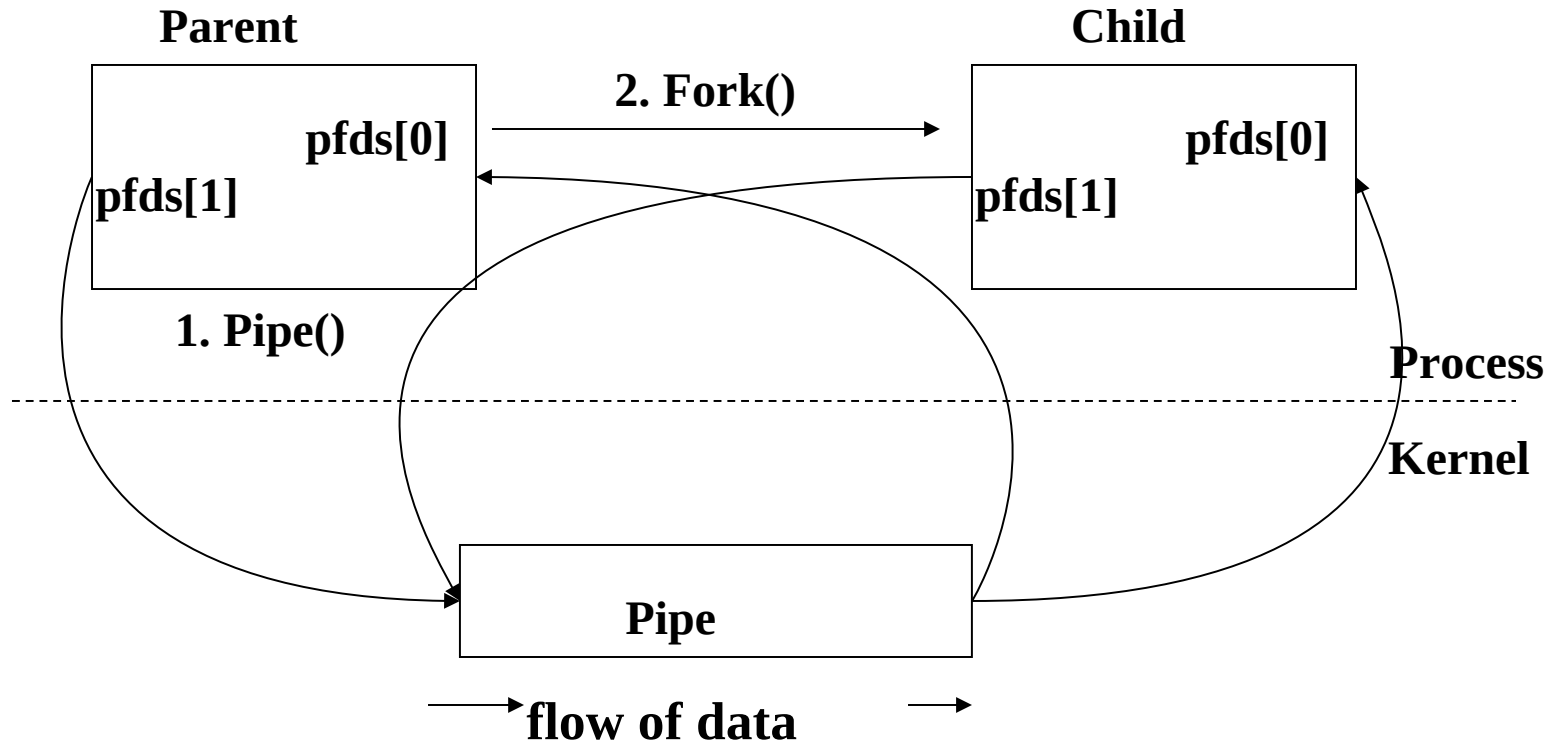 Parent
Child
2. Fork()
pfds[0]
pfds[0]
pfds[1]
pfds[1]
1. Pipe()
Process
Kernel
Pipe
flow of data